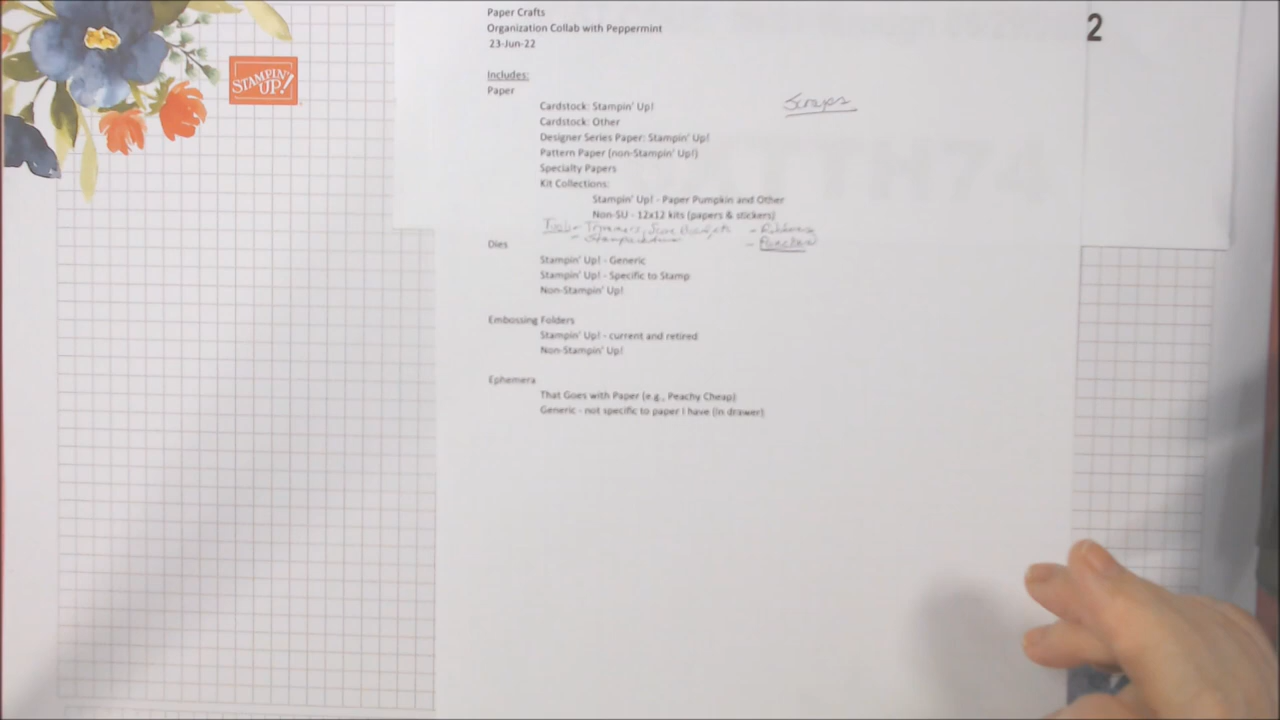 Paper Crafts
2
Organization Collab with Peppermint
23-Jun-22
STAMPIN' UP!
Includes:
Paper
Cardstock: Stampin' Up!
Scraps
Cardstock: Other
Designer Series Paper: Stampin' Up!
Pattern Paper (non-Stampin' Up!)
Specialty Papers
Kit Collections:
Stampin' Up! - Paper Pumpkin and Other
Non-SU - 12x12 kits (papers & stickers)
Tools - Trimmers, Score - Ribbons
- Stamparatus - Punches
Dies
Stampin' Up! - Generic
Stampin' Up! - Specific to Stamp
Non-Stampin' Up!
Embossing Folders
Stampin' Up! - current and retired
Non-Stampin' Up!
Ephemera
That Goes with Paper (e.g., Peachy Cheap)
Generic - not specific to paper I have (in drawer)